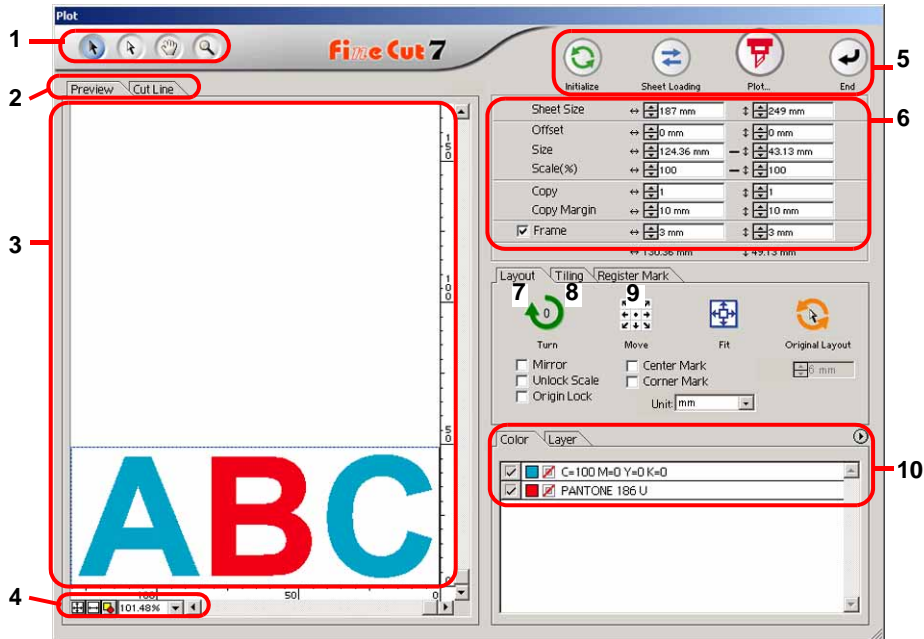 Plot
1
Fine Cut 7
5
Initialize Sheet Loading Plot... End
2
Preview Cut Line
6
Sheet Size 187 mm 249 mm
Offset 0 mm 0 mm
Size 124.36 mm 43.13 mm
Scale(%) 100 100
Copy 1 1
Copy Margin 10 mm 10 mm
Frame 3 mm 3 mm
130.36 mm 49.13 mm
3
150
100
50
0
Layout Tiling Register Mark
7 8 9
0
Turn Move Fit Original Layout
Mirror Center Mark 6 mm
Unlock Scale Corner Mark
Origin Lock
Unit: mm
Color Layer
10
C=100 M=0 Y=0 K=0
PANTONE 186 U
ABC
100 50 0
4
101.48%